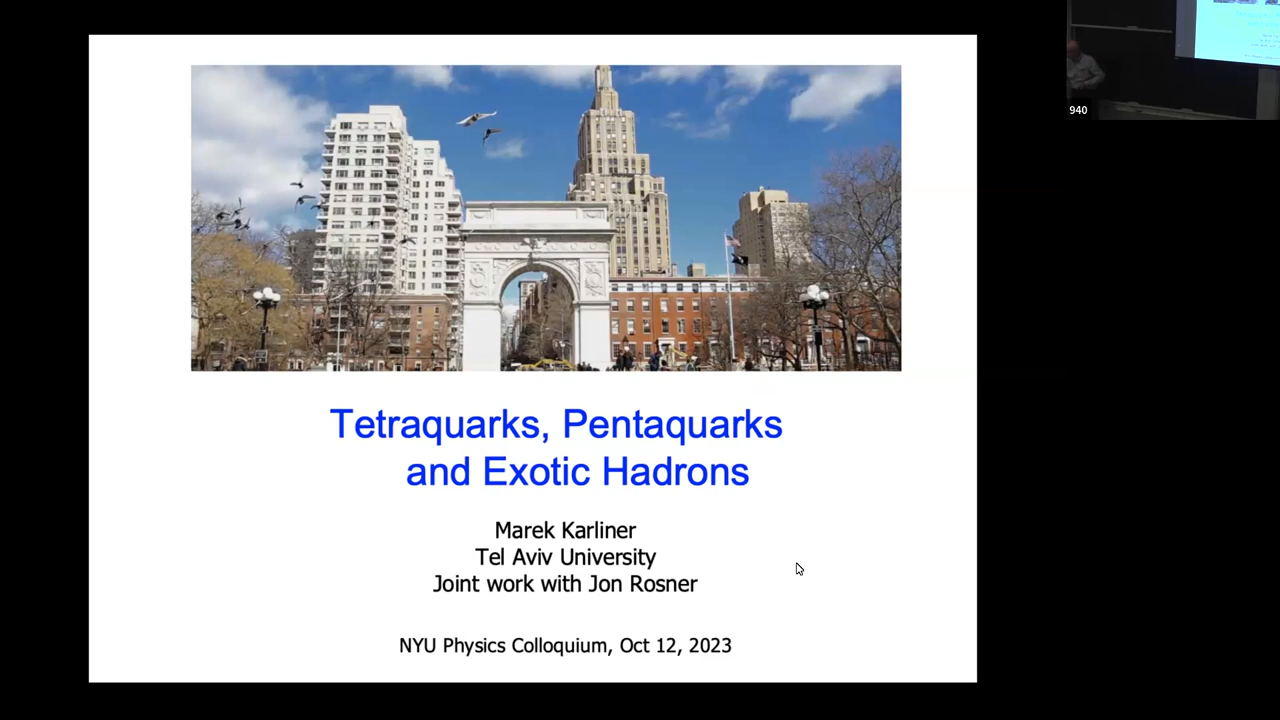 Tetraquarks, Pentaquarks
and Exotic Hadrons
Marek Karliner
Tel Aviv University
Joint work with Jon Rosner
NYU Physics Colloquium, Oct 12, 2023
940